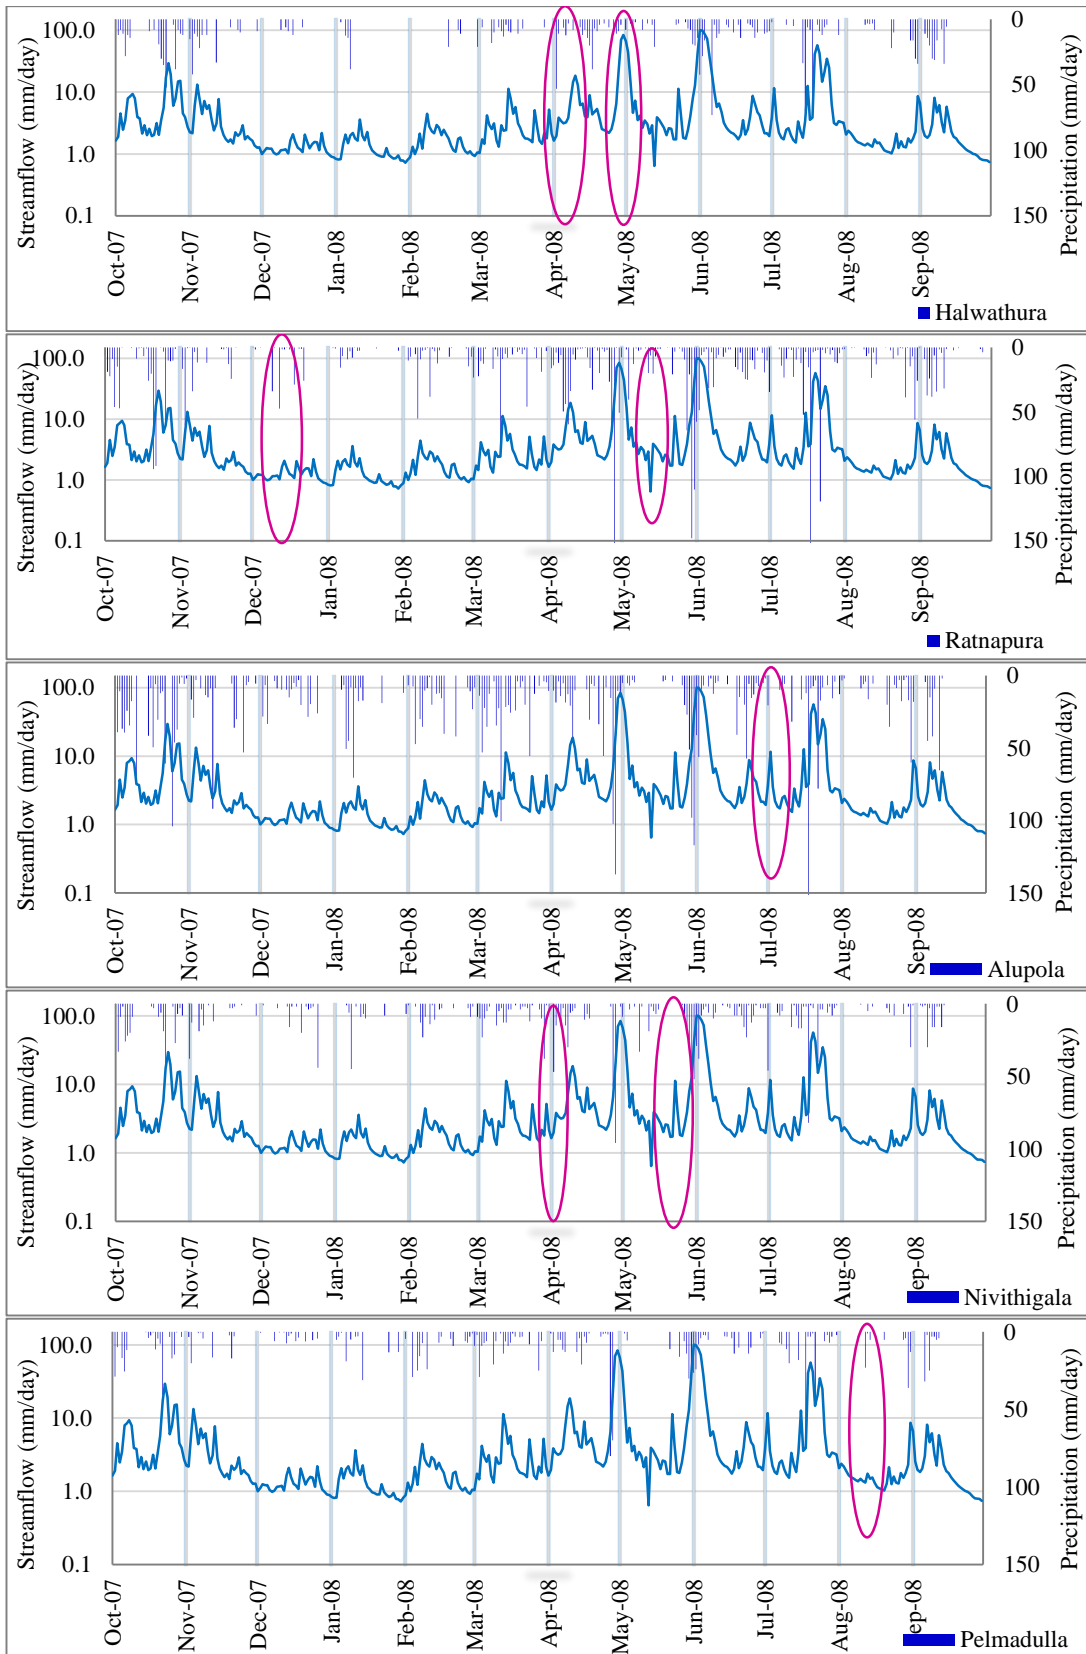 Streamflow (mm/day)
100.0
10.0
1.0
0.1
0
50
100
150
Precipitation (mm/day)
Oct-07 Nov-07 Dec-07 Jan-08 Feb-08 Mar-08 Apr-08 May-08 Jun-08 Jul-08 Aug-08 Sep-08
Halwathura
Streamflow (mm/day)
100.0
10.0
1.0
0.1
0
50
100
150
Precipitation (mm/day)
Oct-07 Nov-07 Dec-07 Jan-08 Feb-08 Mar-08 Apr-08 May-08 Jun-08 Jul-08 Aug-08 Sep-08
Ratnapura
Streamflow (mm/day)
100.0
10.0
1.0
0.1
0
50
100
150
Precipitation (mm/day)
Oct-07 Nov-07 Dec-07 Jan-08 Feb-08 Mar-08 Apr-08 May-08 Jun-08 Jul-08 Aug-08 Sep-08
Alupola
Streamflow (mm/day)
100.0
10.0
1.0
0.1
0
50
100
150
Precipitation (mm/day)
Oct-07 Nov-07 Dec-07 Jan-08 Feb-08 Mar-08 Apr-08 May-08 Jun-08 Jul-08 Aug-08 Sep-08
Nivithigala
Streamflow (mm/day)
100.0
10.0
1.0
0.1
0
50
100
150
Precipitation (mm/day)
Oct-07 Nov-07 Dec-07 Jan-08 Feb-08 Mar-08 Apr-08 May-08 Jun-08 Jul-08 Aug-08 Sep-08
Pelmadulla